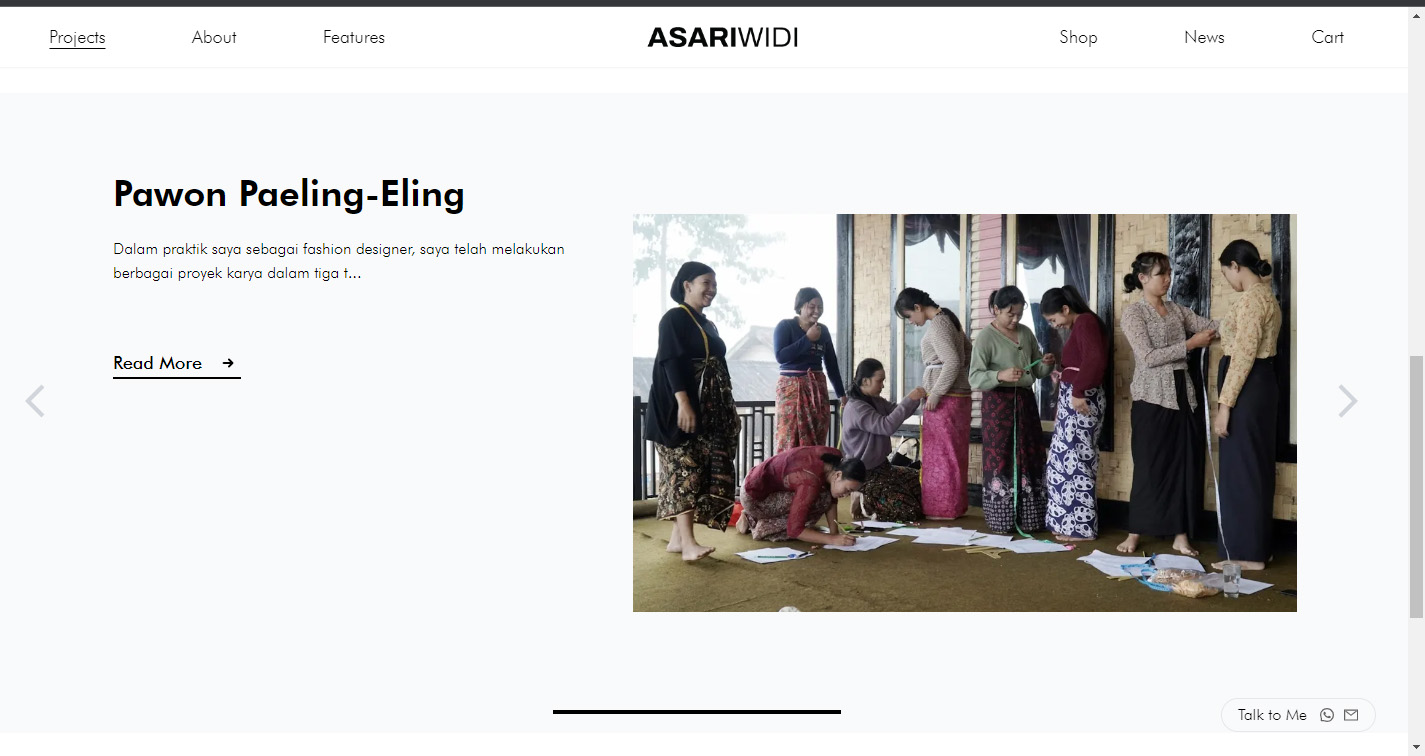 Projects
About
Features
ASARIWIDI
Shop
News
Cart
Pawon Paeling-Eling
Dalam praktik saya sebagai fashion designer, saya telah melakukan
berbagai proyek karya dalam tiga t...
Read More
Talk to Me